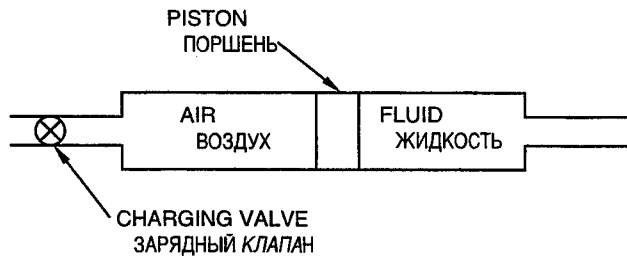 PISTON
ПОРШЕНЬ
AIR
ВОЗДУХ
FLUID
ЖИДКОСТЬ
CHARGING VALVE
ЗАРЯДНЫЙ КЛАПАН